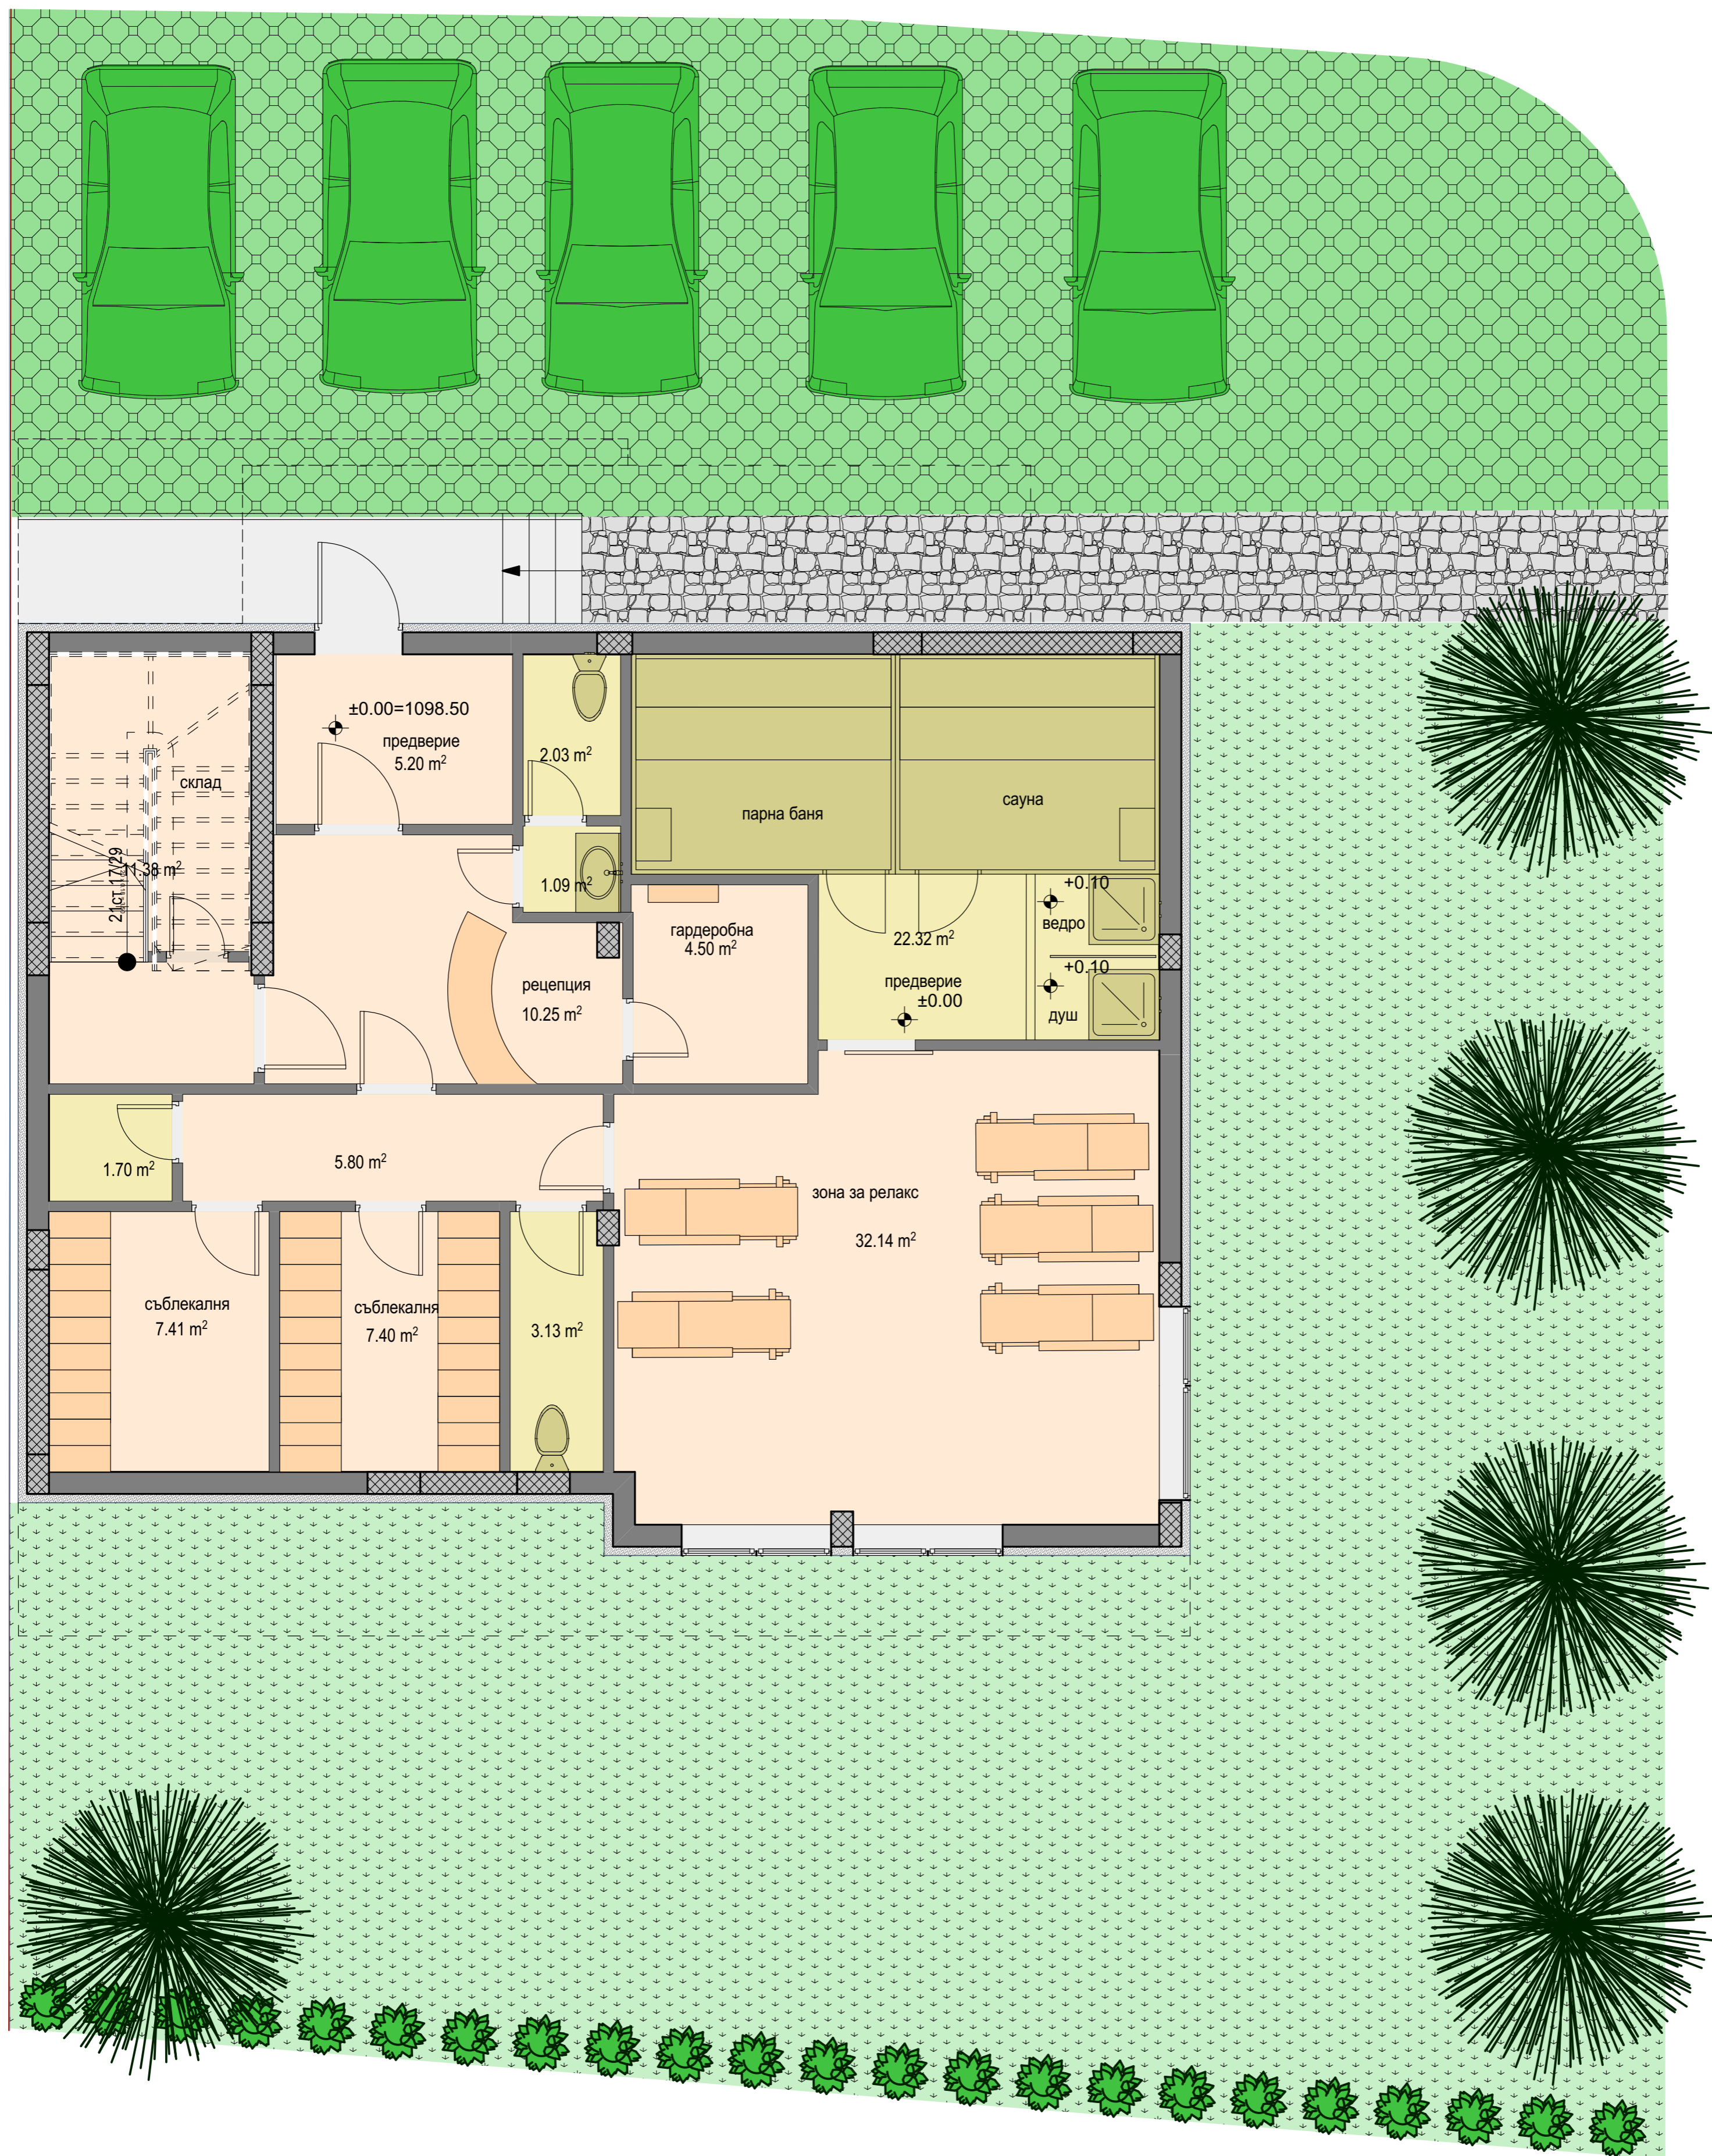 ±0.00=1098.50
предверие
5.20 m²
склад
21ст.17/29
11.38 m²
2.03 m²
1.09 m²
парна баня
сауна
гардеробна
4.50 m²
22.32 m²
предверие
±0.00
+0.10
ведро
+0.10
душ
рецепция
10.25 m²
1.70 m²
5.80 m²
зона за релакс
32.14 m²
съблекалня
7.41 m²
съблекалня
7.40 m²
3.13 m²